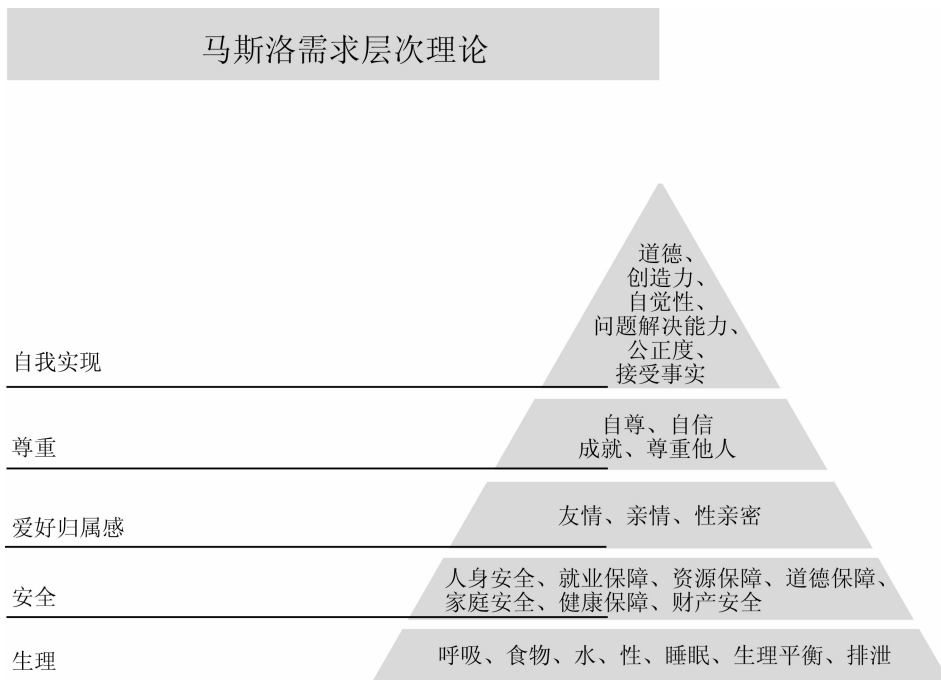 马斯洛需求层次理论
道德、
创造力、
自觉性、
问题解决能力、
公正度、
接受事实
自我实现
自尊、自信
成就、尊重他人
尊重
友情、亲情、性亲密
爱好归属感
人身安全、就业保障、资源保障、道德保障、
家庭安全、健康保障、财产安全
安全
呼吸、食物、水、性、睡眠、生理平衡、排泄
生理